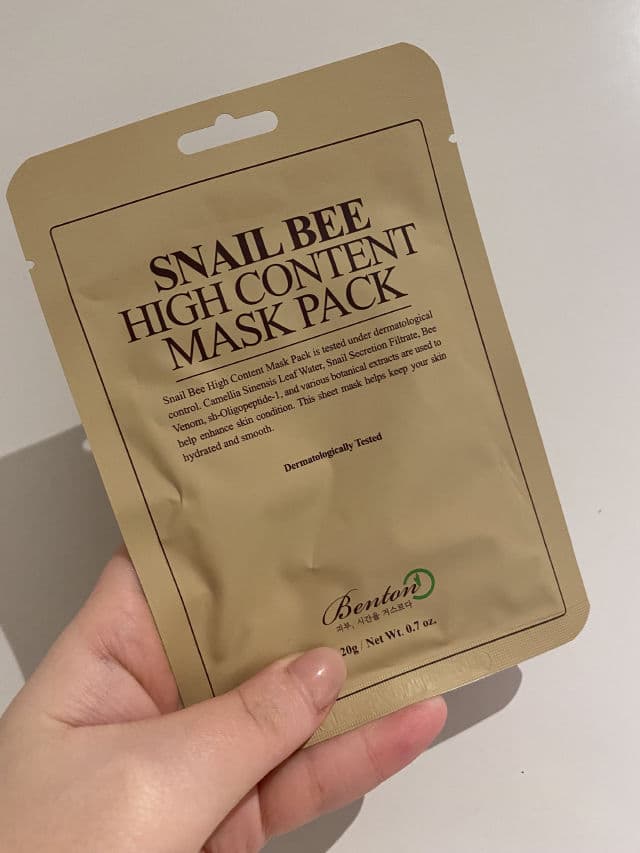 SNAIL BEE
HIGH CONTENT
MASK PACK
Snail Bee High Content Mask Pack is tested under dermatological
control. Camellia Sinensis Leaf Water, Snail Secretion Filtrate, Bee
Venom, sh-Oligopeptide-1, and various botanical extracts are used to
help enhance skin condition. This sheet mask helps keep your skin
hydrated and smooth.
Dermatologically Tested
Benton
피부, 시간을 거스르다
20g / Net Wt. 0.7 oz.